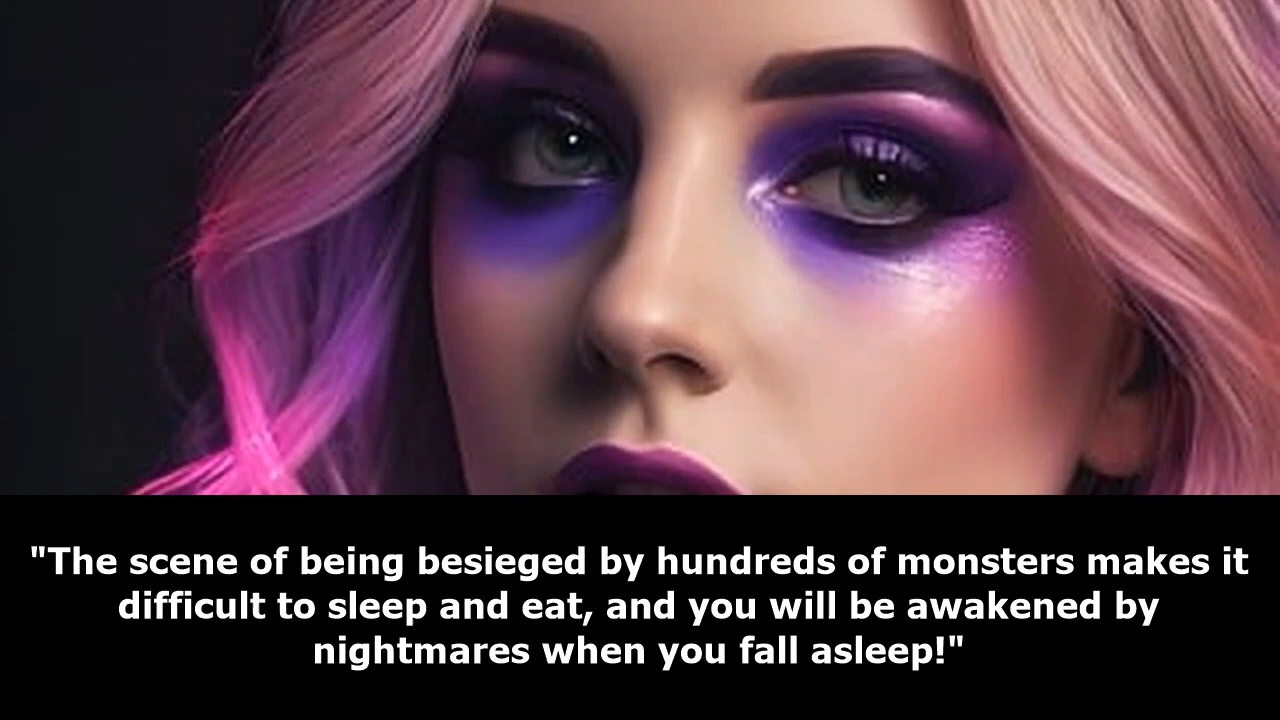 "The scene of being besieged by hundreds of monsters makes it
difficult to sleep and eat, and you will be awakened by
nightmares when you fall asleep!"